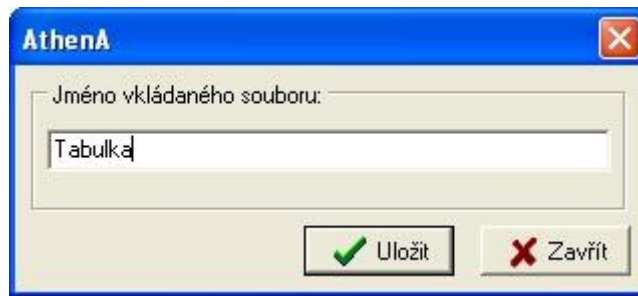 AthenA
Jméno vkládaného souboru:
Tabulka
Uložit
Zavřít